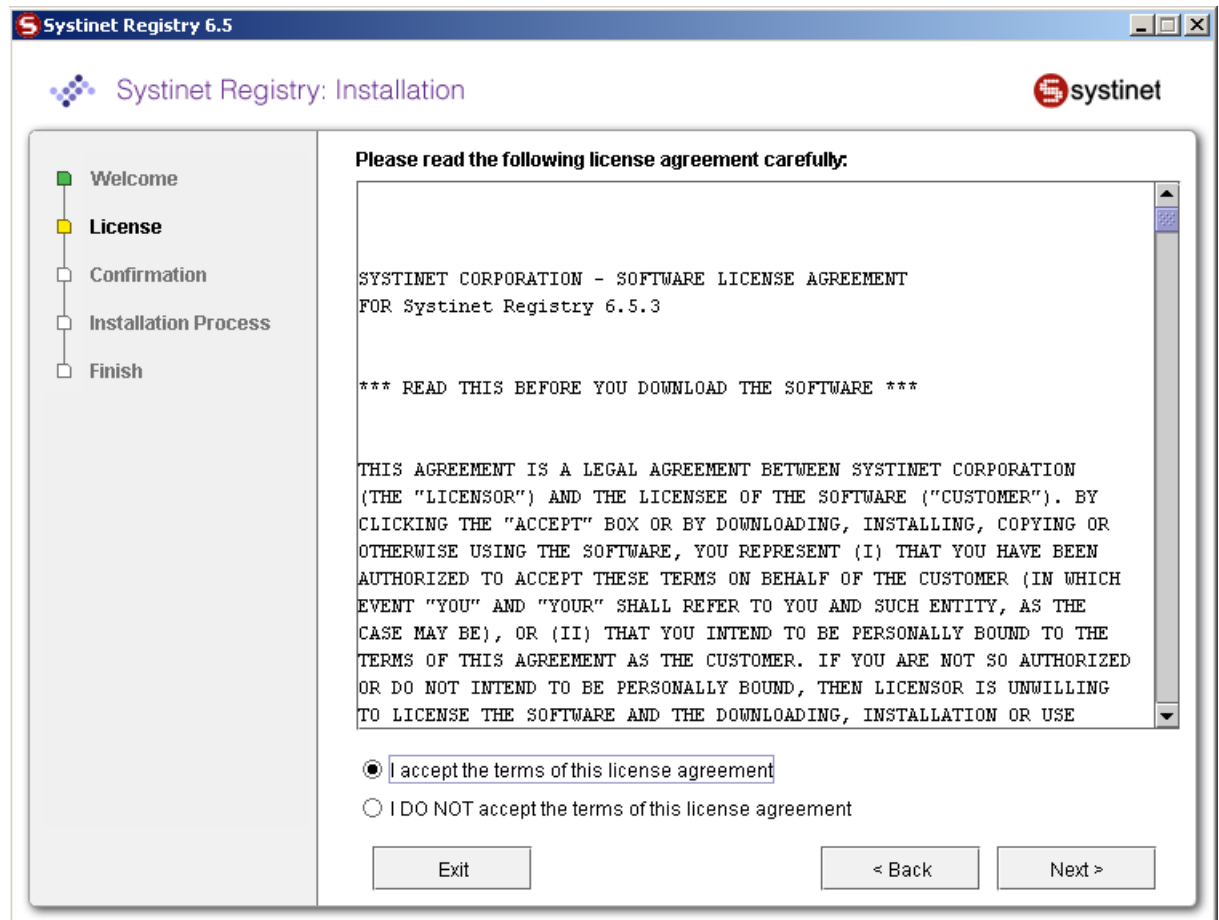 Systinet Registry 6.5
Systinet Registry: Installation
systinet
Welcome
License
Confirmation
Installation Process
Finish
Please read the following license agreement carefully:
SYSTINET CORPORATION - SOFTWARE LICENSE AGREEMENT
FOR Systinet Registry 6.5.3
*** READ THIS BEFORE YOU DOWNLOAD THE SOFTWARE ***
THIS AGREEMENT IS A LEGAL AGREEMENT BETWEEN SYSTINET CORPORATION
(THE "LICENSOR") AND THE LICENSEE OF THE SOFTWARE ("CUSTOMER"). BY
CLICKING THE "ACCEPT" BOX OR BY DOWNLOADING, INSTALLING, COPYING OR
OTHERWISE USING THE SOFTWARE, YOU REPRESENT (I) THAT YOU HAVE BEEN
AUTHORIZED TO ACCEPT THESE TERMS ON BEHALF OF THE CUSTOMER (IN WHICH
EVENT "YOU" AND "YOUR" SHALL REFER TO YOU AND SUCH ENTITY, AS THE
CASE MAY BE), OR (II) THAT YOU INTEND TO BE PERSONALLY BOUND TO THE
TERMS OF THIS AGREEMENT AS THE CUSTOMER. IF YOU ARE NOT SO AUTHORIZED
OR DO NOT INTEND TO BE PERSONALLY BOUND, THEN LICENSOR IS UNWILLING
TO LICENSE THE SOFTWARE AND THE DOWNLOADING, INSTALLATION OR USE
I accept the terms of this license agreement
I DO NOT accept the terms of this license agreement
Exit
< Back
Next >